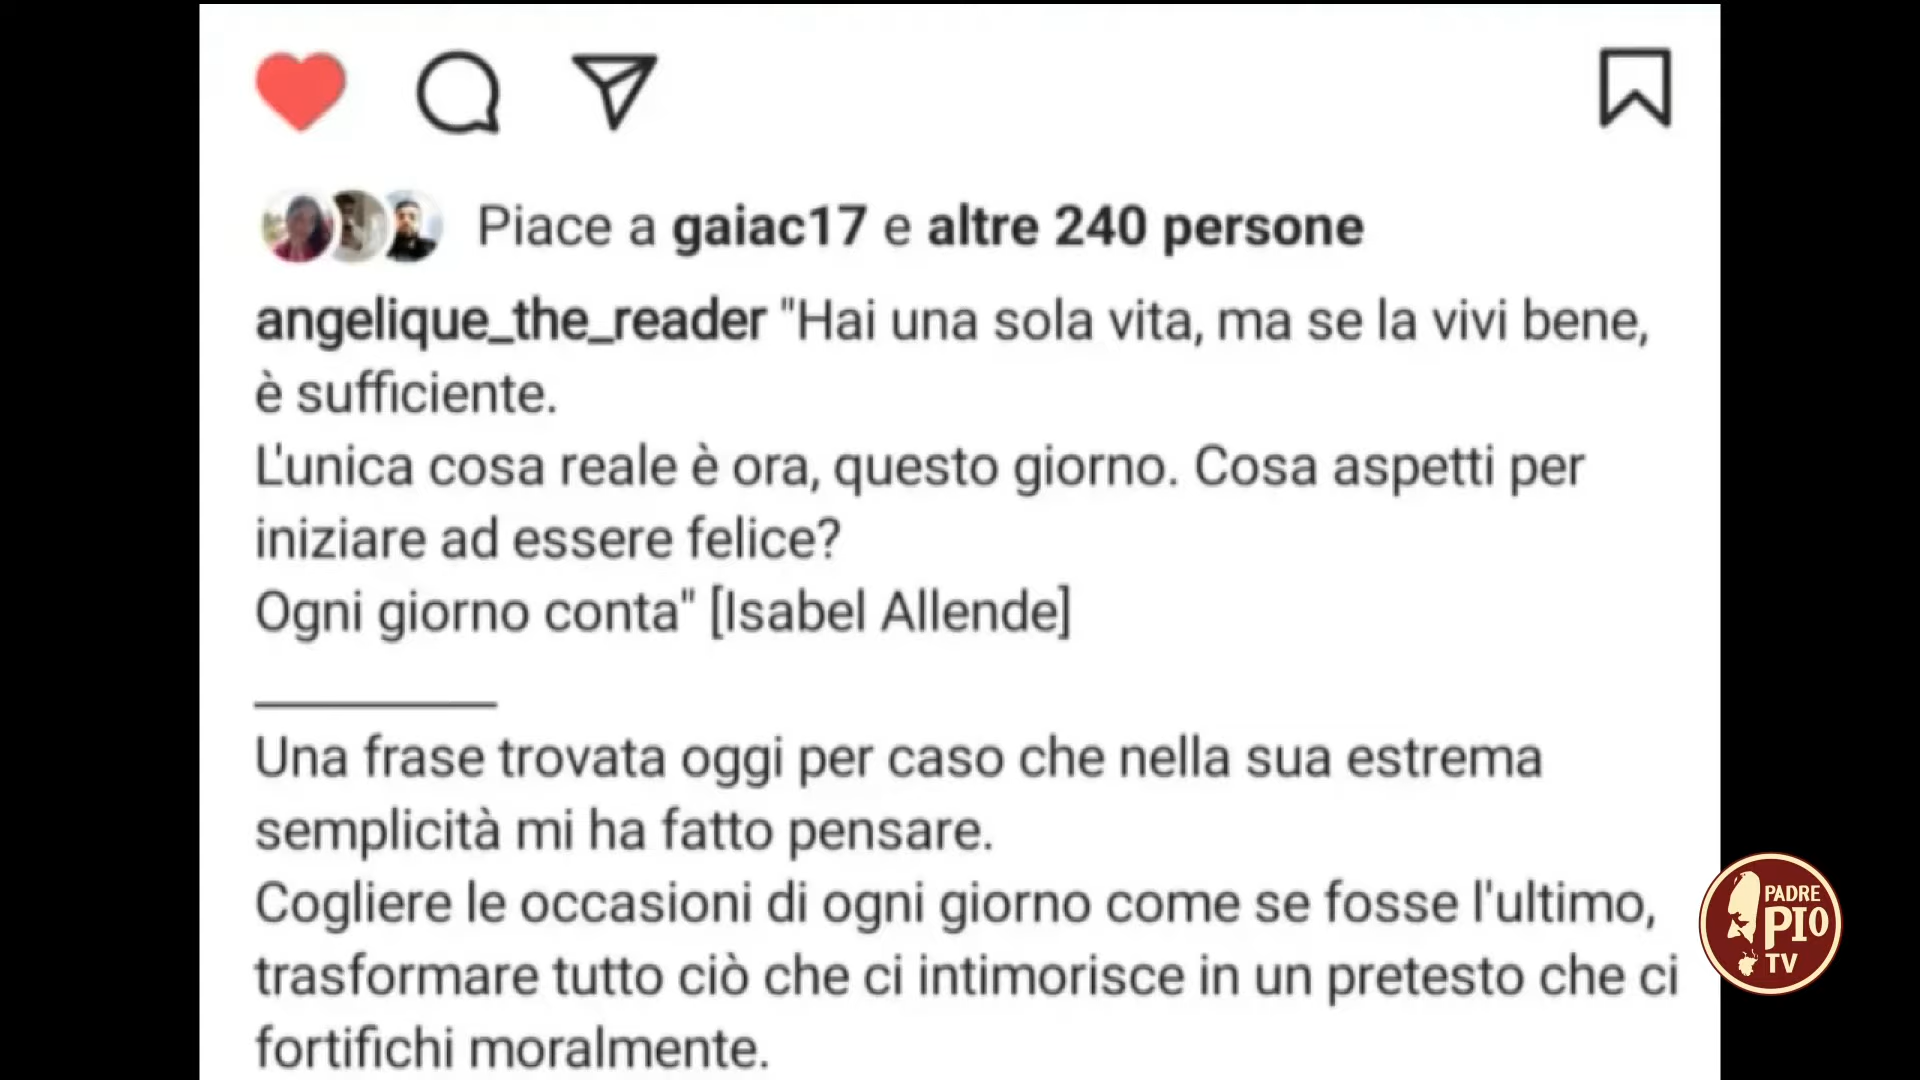 Piace a gaiac17 e altre 240 persone
angelique_the_reader "Hai una sola vita, ma se la vivi bene,
è sufficiente.
L'unica cosa reale è ora, questo giorno. Cosa aspetti per
iniziare ad essere felice?
Ogni giorno conta" [Isabel Allende]
__________
Una frase trovata oggi per caso che nella sua estrema
semplicità mi ha fatto pensare.
Cogliere le occasioni di ogni giorno come se fosse l'ultimo,
trasformare tutto ciò che ci intimorisce in un pretesto che ci
fortifichi moralmente.
PADRE
PIO
TV